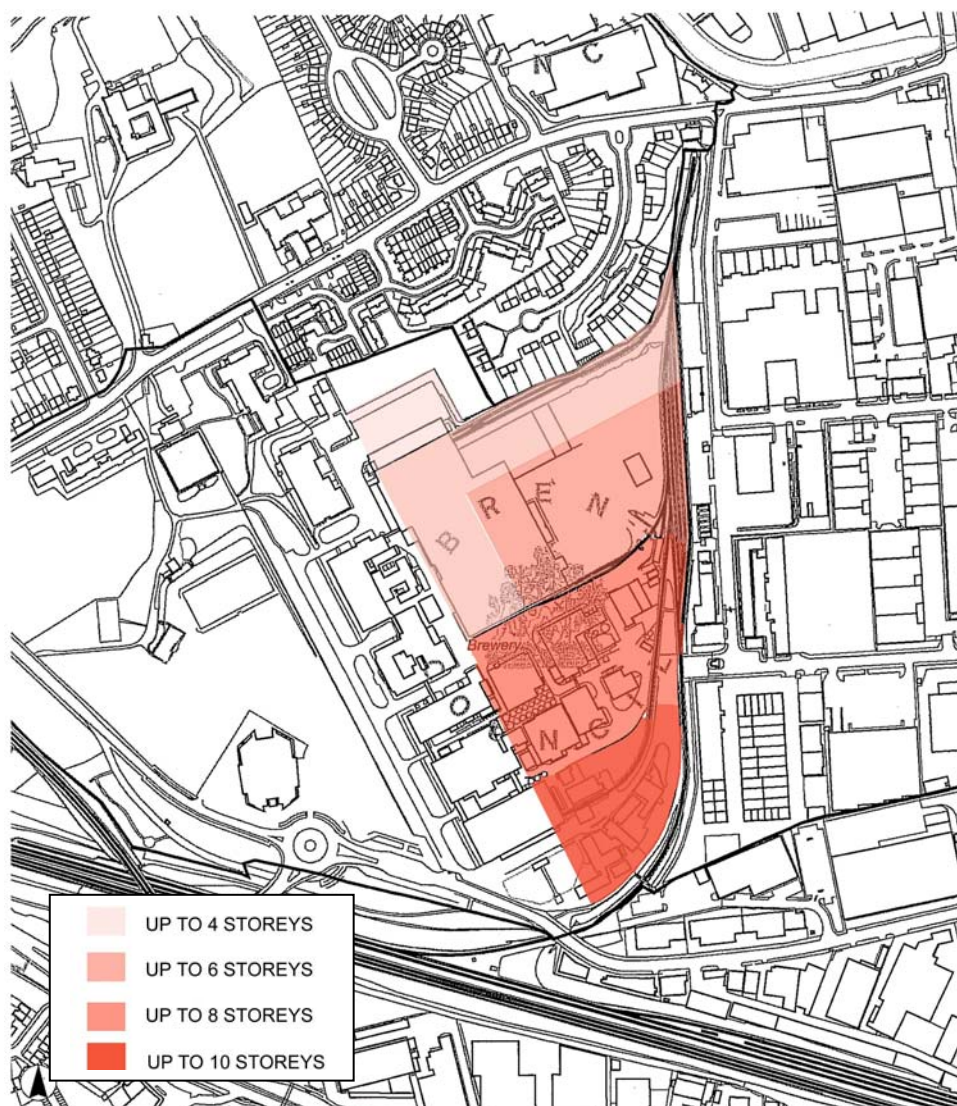 N C
B R E N
Brewery
N C
UP TO 4 STOREYS
UP TO 6 STOREYS
UP TO 8 STOREYS
UP TO 10 STOREYS